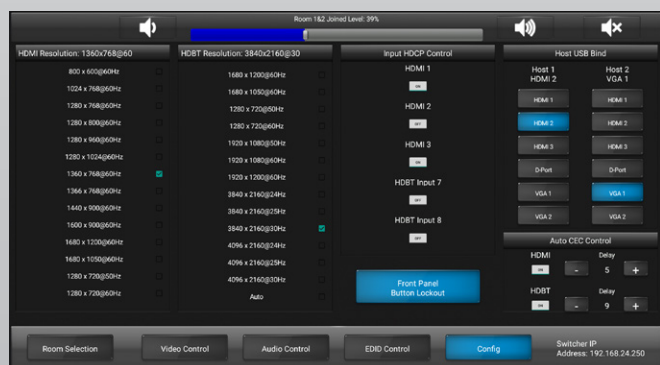 Room 1&2 Joined Level: 39%
HDMI Resolution: 1360x768@60
800 x 600@60Hz
1024 x 768@60Hz
1280 x 768@60Hz
1280 x 800@60Hz
1280 x 960@60Hz
1280 x 1024@60Hz
1360 x 768@60Hz
1366 x 768@60Hz
1440 x 900@60Hz
1600 x 900@60Hz
1680 x 1200@60Hz
1680 x 1050@60Hz
1280 x 720@50Hz
1280 x 720@60Hz
HDBT Resolution: 3840x2160@30
1680 x 1200@60Hz
1680 x 1050@60Hz
1280 x 720@50Hz
1280 x 720@60Hz
1920 x 1080@50Hz
1920 x 1080@60Hz
1920 x 1200@60Hz
3840 x 2160@24Hz
3840 x 2160@25Hz
3840 x 2160@30Hz
4096 x 2160@24Hz
4096 x 2160@25Hz
4096 x 2160@30Hz
Auto
Input HDCP Control
HDMI 1
ON
HDMI 2
OFF
HDMI 3
ON
HDBT Input 7
OFF
HDBT Input 8
OFF
Front Panel
Button Lockout
Host USB Bind
Host 1 Host 2
HDMI 2 VGA 1
HDMI 1 HDMI 1
HDMI 2 HDMI 2
HDMI 3 HDMI 3
D-Port D-Port
VGA 1 VGA 1
VGA 2 VGA 2
Auto CEC Control
HDMI Delay
ON - 5 +
HDBT Delay
ON - 9 +
Room Selection
Video Control
Audio Control
EDID Control
Config
Switcher IP
Address: 192.168.24.250